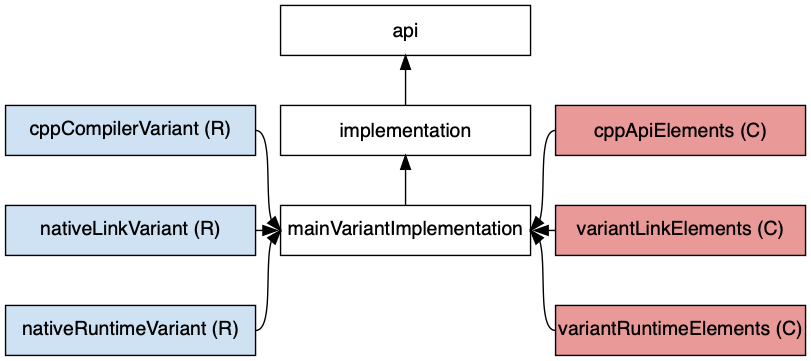 api
cppCompilerVariant (R)
implementation
cppApiElements (C)
nativeLinkVariant (R)
mainVariantImplementation
variantLinkElements (C)
nativeRuntimeVariant (R)
variantRuntimeElements (C)